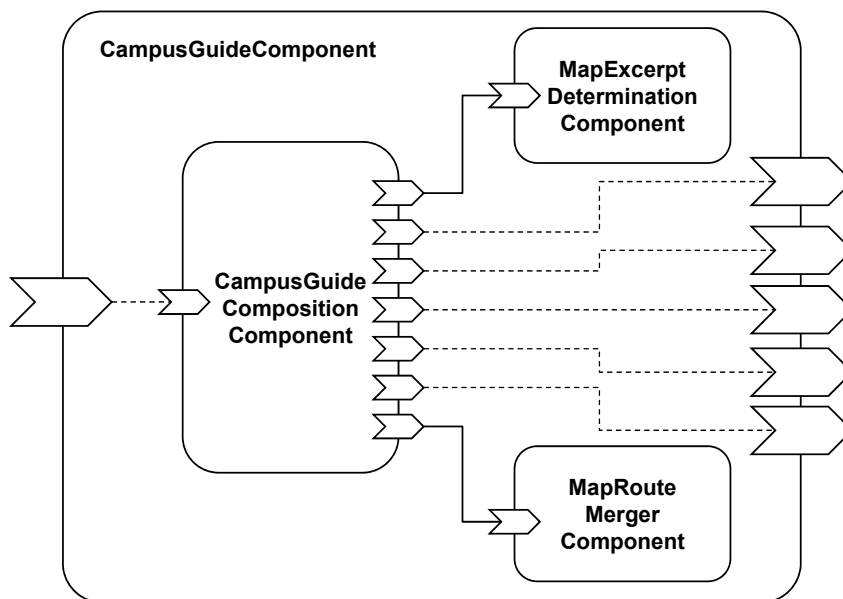 CampusGuideComponent
MapExcerpt
Determination
Component
CampusGuide
Composition
Component
MapRoute
Merger
Component